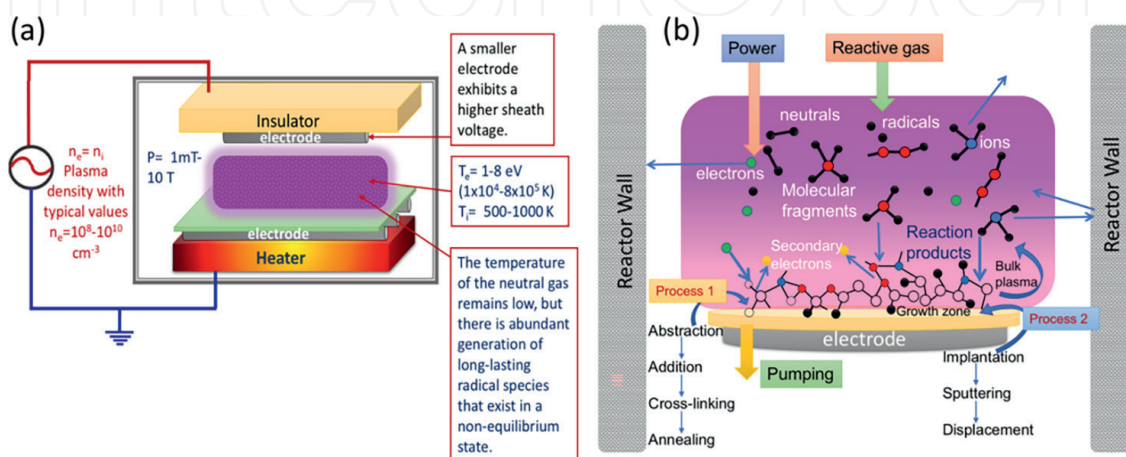 (a)
A smaller
electrode
exhibits a
higher sheath
voltage.
Insulator
electrode
nₑ= nᵢ
Plasma
density with
typical values
nₑ=10⁸-10¹⁰
cm⁻³
P= 1mT-
10 T
Tₑ= 1-8 eV
(1x10⁴-8x10⁵ K)
Tᵢ= 500-1000 K
electrode
Heater
The temperature
of the neutral gas
remains low, but
there is abundant
generation of
long-lasting
radical species
that exist in a
non-equilibrium
state.
(b)
Power
Reactive gas
Reactor Wall
neutrals
radicals
ions
electrons
Molecular
fragments
Reaction
products
Secondary
electrons
Bulk
plasma
Growth zone
Process 1
Process 2
electrode
Abstraction
Addition
Cross-linking
Annealing
Pumping
Implantation
Sputtering
Displacement
Reactor Wall